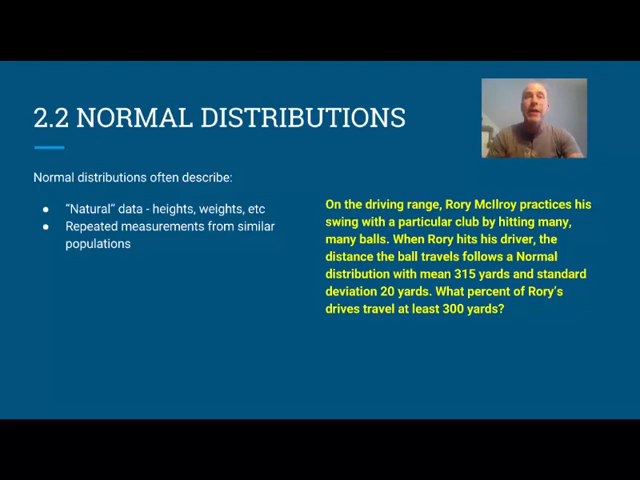 2.2 NORMAL DISTRIBUTIONS
Normal distributions often describe:
● "Natural" data - heights, weights, etc
● Repeated measurements from similar
populations
On the driving range, Rory McIlroy practices his
swing with a particular club by hitting many,
many balls. When Rory hits his driver, the
distance the ball travels follows a Normal
distribution with mean 315 yards and standard
deviation 20 yards. What percent of Rory's
drives travel at least 300 yards?